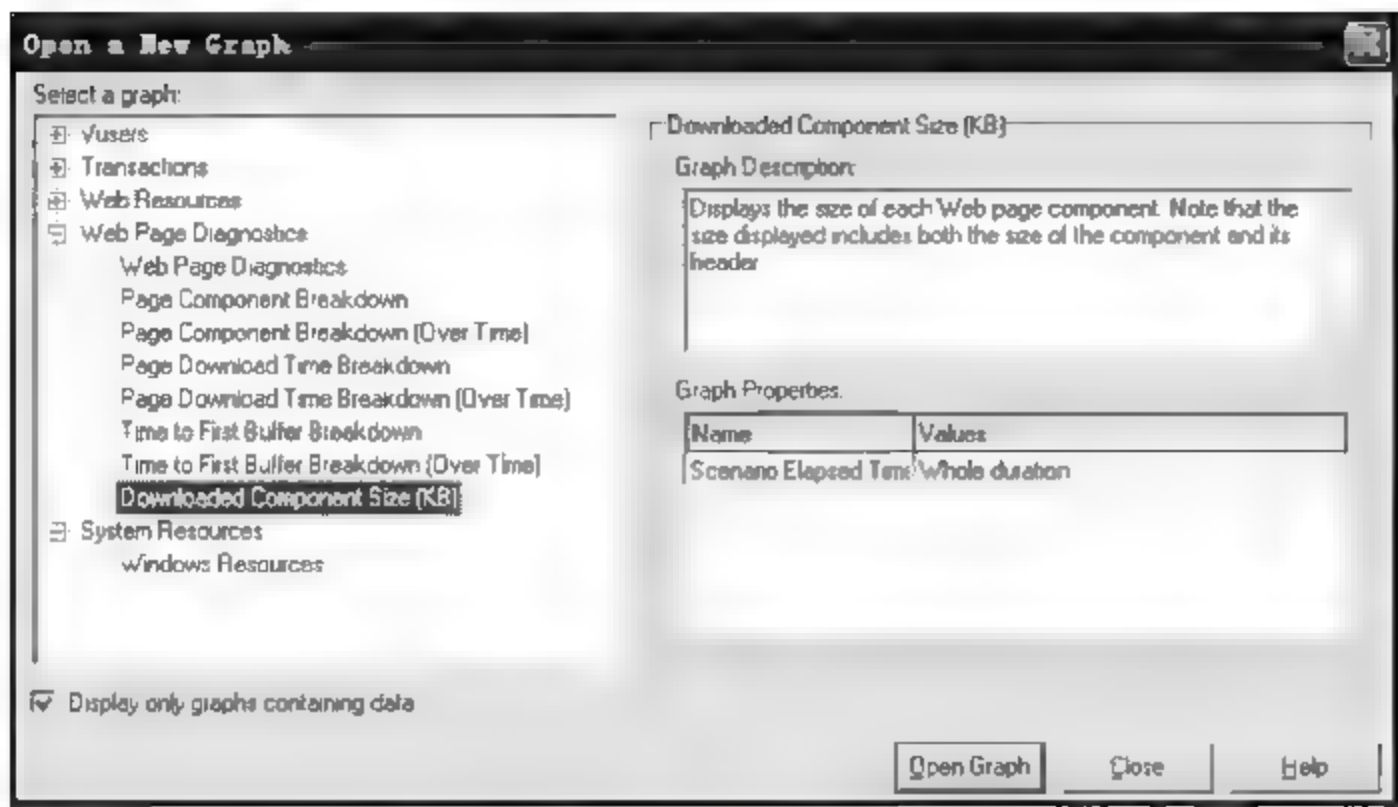 Open a New Graph
Select a graph:
Vusers
Transactions
Web Resources
Web Page Diagnostics
Web Page Diagnostics
Page Component Breakdown
Page Component Breakdown (Over Time)
Page Download Time Breakdown
Page Download Time Breakdown (Over Time)
Time to First Buffer Breakdown
Time to First Buffer Breakdown (Over Time)
Downloaded Component Size (KB)
System Resources
Windows Resources
Display only graphs containing data
Downloaded Component Size (KB)
Graph Description:
Displays the size of each Web page component. Note that the
size displayed includes both the size of the component and its
header
Graph Properties.
Name Values
Scenario Elapsed Time Whole duration
Open Graph Close Help